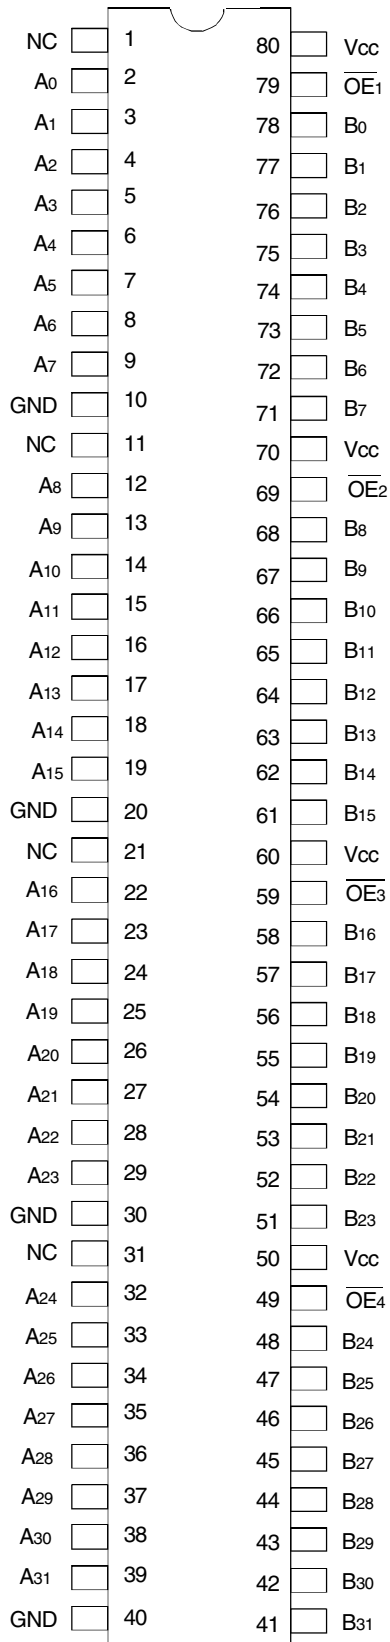 NC 1 80 Vcc
A0 2 79 OE1
A1 3 78 B0
A2 4 77 B1
A3 5 76 B2
A4 6 75 B3
A5 7 74 B4
A6 8 73 B5
A7 9 72 B6
GND 10 71 B7
NC 11 70 Vcc
A8 12 69 OE2
A9 13 68 B8
A10 14 67 B9
A11 15 66 B10
A12 16 65 B11
A13 17 64 B12
A14 18 63 B13
A15 19 62 B14
GND 20 61 B15
NC 21 60 Vcc
A16 22 59 OE3
A17 23 58 B16
A18 24 57 B17
A19 25 56 B18
A20 26 55 B19
A21 27 54 B20
A22 28 53 B21
A23 29 52 B22
GND 30 51 B23
NC 31 50 Vcc
A24 32 49 OE4
A25 33 48 B24
A26 34 47 B25
A27 35 46 B26
A28 36 45 B27
A29 37 44 B28
A30 38 43 B29
A31 39 42 B30
GND 40 41 B31